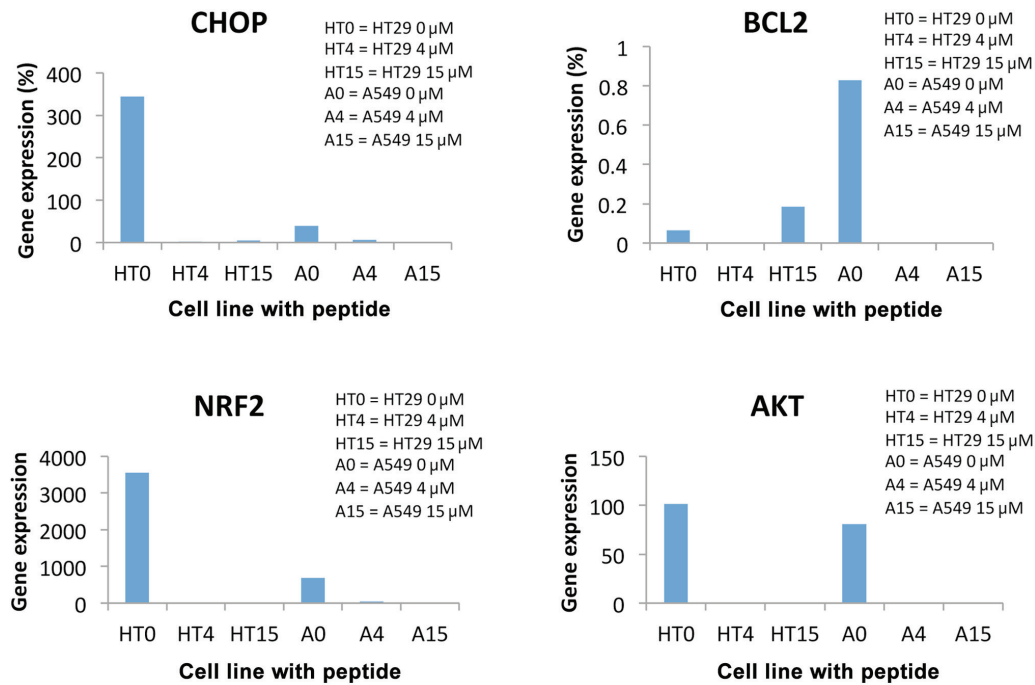 CHOP
HT0 = HT29 0 µM
HT4 = HT29 4 µM
HT15 = HT29 15 µM
A0 = A549 0 µM
A4 = A549 4 µM
A15 = A549 15 µM
Gene expression (%)
400
300
200
100
0
HT0 HT4 HT15 A0 A4 A15
Cell line with peptide
BCL2
HT0 = HT29 0 µM
HT4 = HT29 4 µM
HT15 = HT29 15 µM
A0 = A549 0 µM
A4 = A549 4 µM
A15 = A549 15 µM
Gene expression (%)
1
0.8
0.6
0.4
0.2
0
HT0 HT4 HT15 A0 A4 A15
Cell line with peptide
NRF2
HT0 = HT29 0 µM
HT4 = HT29 4 µM
HT15 = HT29 15 µM
A0 = A549 0 µM
A4 = A549 4 µM
A15 = A549 15 µM
Gene expression
4000
3000
2000
1000
0
HT0 HT4 HT15 A0 A4 A15
Cell line with peptide
AKT
HT0 = HT29 0 µM
HT4 = HT29 4 µM
HT15 = HT29 15 µM
A0 = A549 0 µM
A4 = A549 4 µM
A15 = A549 15 µM
Gene expression
150
100
50
0
HT0 HT4 HT15 A0 A4 A15
Cell line with peptide